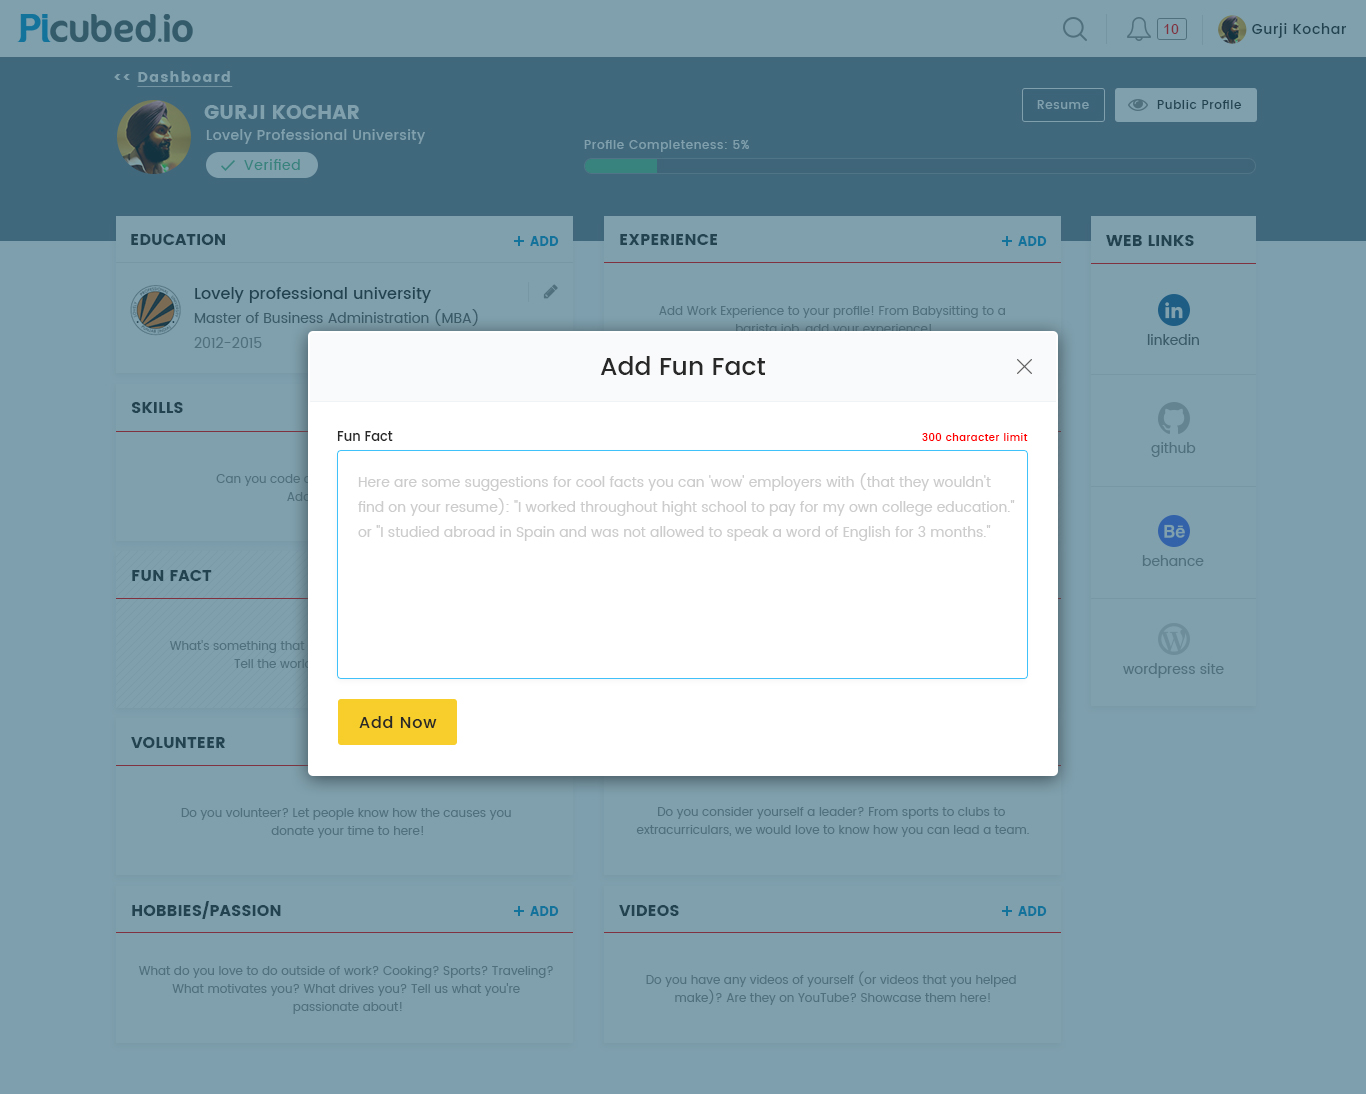 Picubed.io
10
Gurji Kochar
<< Dashboard
GURJI KOCHAR
Lovely Professional University
Verified
Resume
Public Profile
Profile Completeness: 5%
EDUCATION
+ ADD
Lovely professional university
Master of Business Administration (MBA)
2012-2015
EXPERIENCE
+ ADD
Add Work Experience to your profile! From Babysitting to a
barista job, add your experience!
WEB LINKS
in
linkedin
github
Bē
behance
wordpress site
SKILLS
Can you code
Add Fun Fact
Fun Fact
300 character limit
Here are some suggestions for cool facts you can 'wow' employers with (that they wouldn't
find on your resume): "I worked throughout hight school to pay for my own college education."
or "I studied abroad in Spain and was not allowed to speak a word of English for 3 months."
Add Now
FUN FACT
What's something that
Tell the
VOLUNTEER
Do you volunteer? Let people know how the causes you
donate your time to here!
Do you consider yourself a leader? From sports to clubs to
extracurriculars, we would love to know how you can lead a team.
HOBBIES/PASSION
+ ADD
What do you love to do outside of work? Cooking? Sports? Traveling?
What motivates you? What drives you? Tell us what you're
passionate about!
VIDEOS
+ ADD
Do you have any videos of yourself (or videos that you helped
make)? Are they on YouTube? Showcase them here!